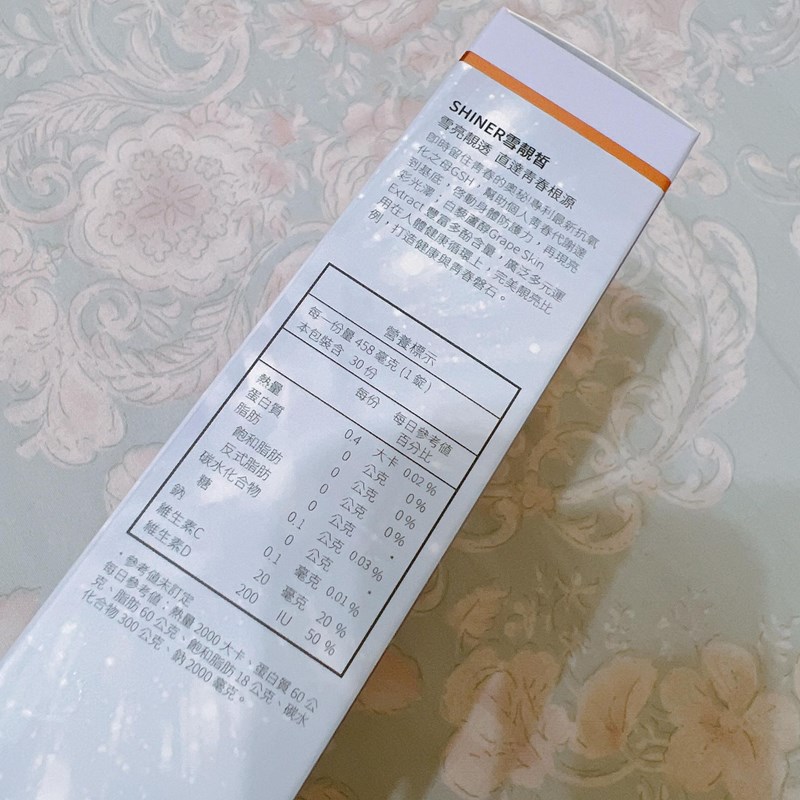 SHINER雪靚皙
雪亮靚透 直達青春根源
即時留住青春的奧秘!專利最新抗氧
化之母GSH，幫助個人青春代謝達
到基底，啓動身體防護力，再現亮
彩光澤；白藜蘆醇Grape Skin
Extract豐富多酚含量，廣泛多元運
用在人體健康循環上，完美靚亮比
例，打造健康與青春磐石。
營養標示
每一份量 458 毫克 (1 錠)
本包裝含 30 份
每份 每日參考值百分比
熱量 0.4 大卡 0.02 %
蛋白質 0 公克 0 %
脂肪 0 公克 0 %
飽和脂肪 0 公克 0 %
反式脂肪 0 公克 *
碳水化合物 0.1 公克 0.03 %
糖 0 公克 *
鈉 0.1 毫克 0.01 %
維生素C 20 毫克 20 %
維生素D 200 IU 50 %
* 參考值未訂定
每日參考值：熱量 2000 大卡、蛋白質 60 公
克、脂肪 60 公克、飽和脂肪 18 公克、碳水
化合物 300 公克、鈉 2000 毫克。